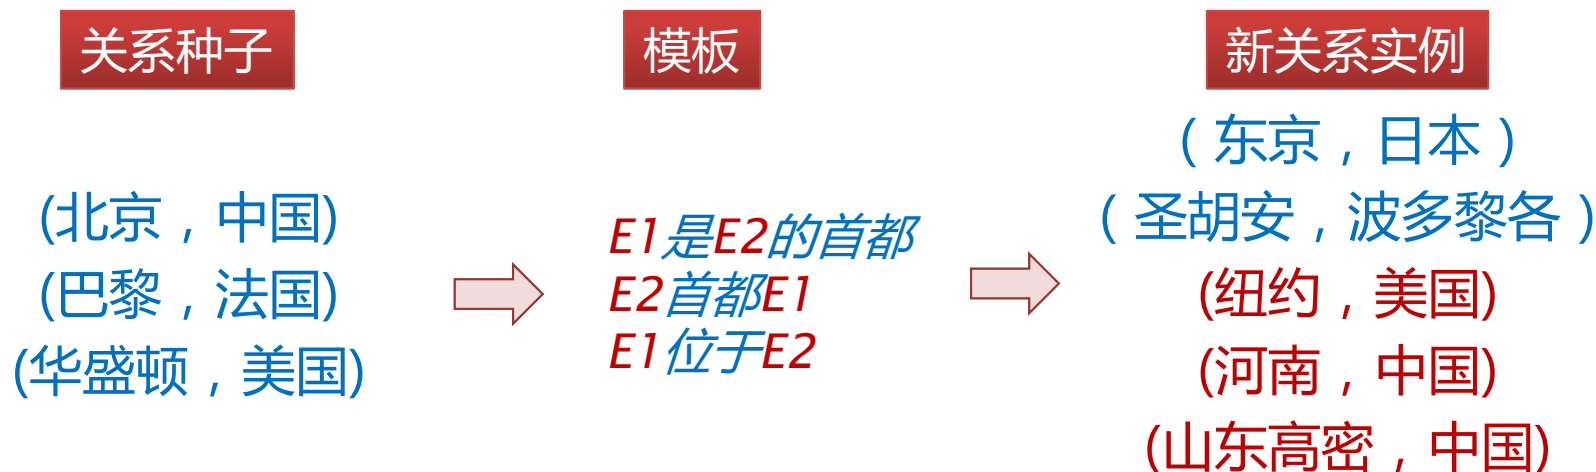 关系种子
(北京，中国)
(巴黎，法国)
(华盛顿，美国)
模板
E1是E2的首都
E2首都E1
E1位于E2
新关系实例
（东京，日本）
（圣胡安，波多黎各）
(纽约，美国)
(河南，中国)
(山东高密，中国)